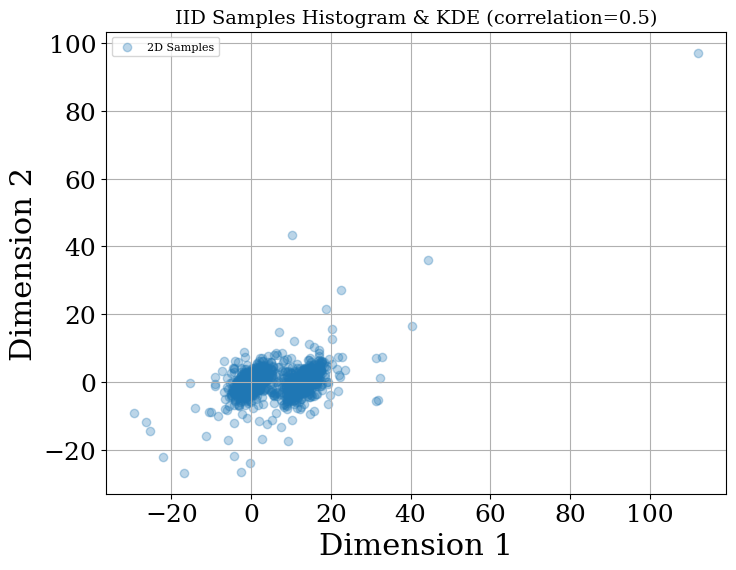 IID Samples Histogram & KDE (correlation=0.5)
2D Samples
Dimension 2
100
80
60
40
20
0
−20
−20 0 20 40 60 80 100
Dimension 1